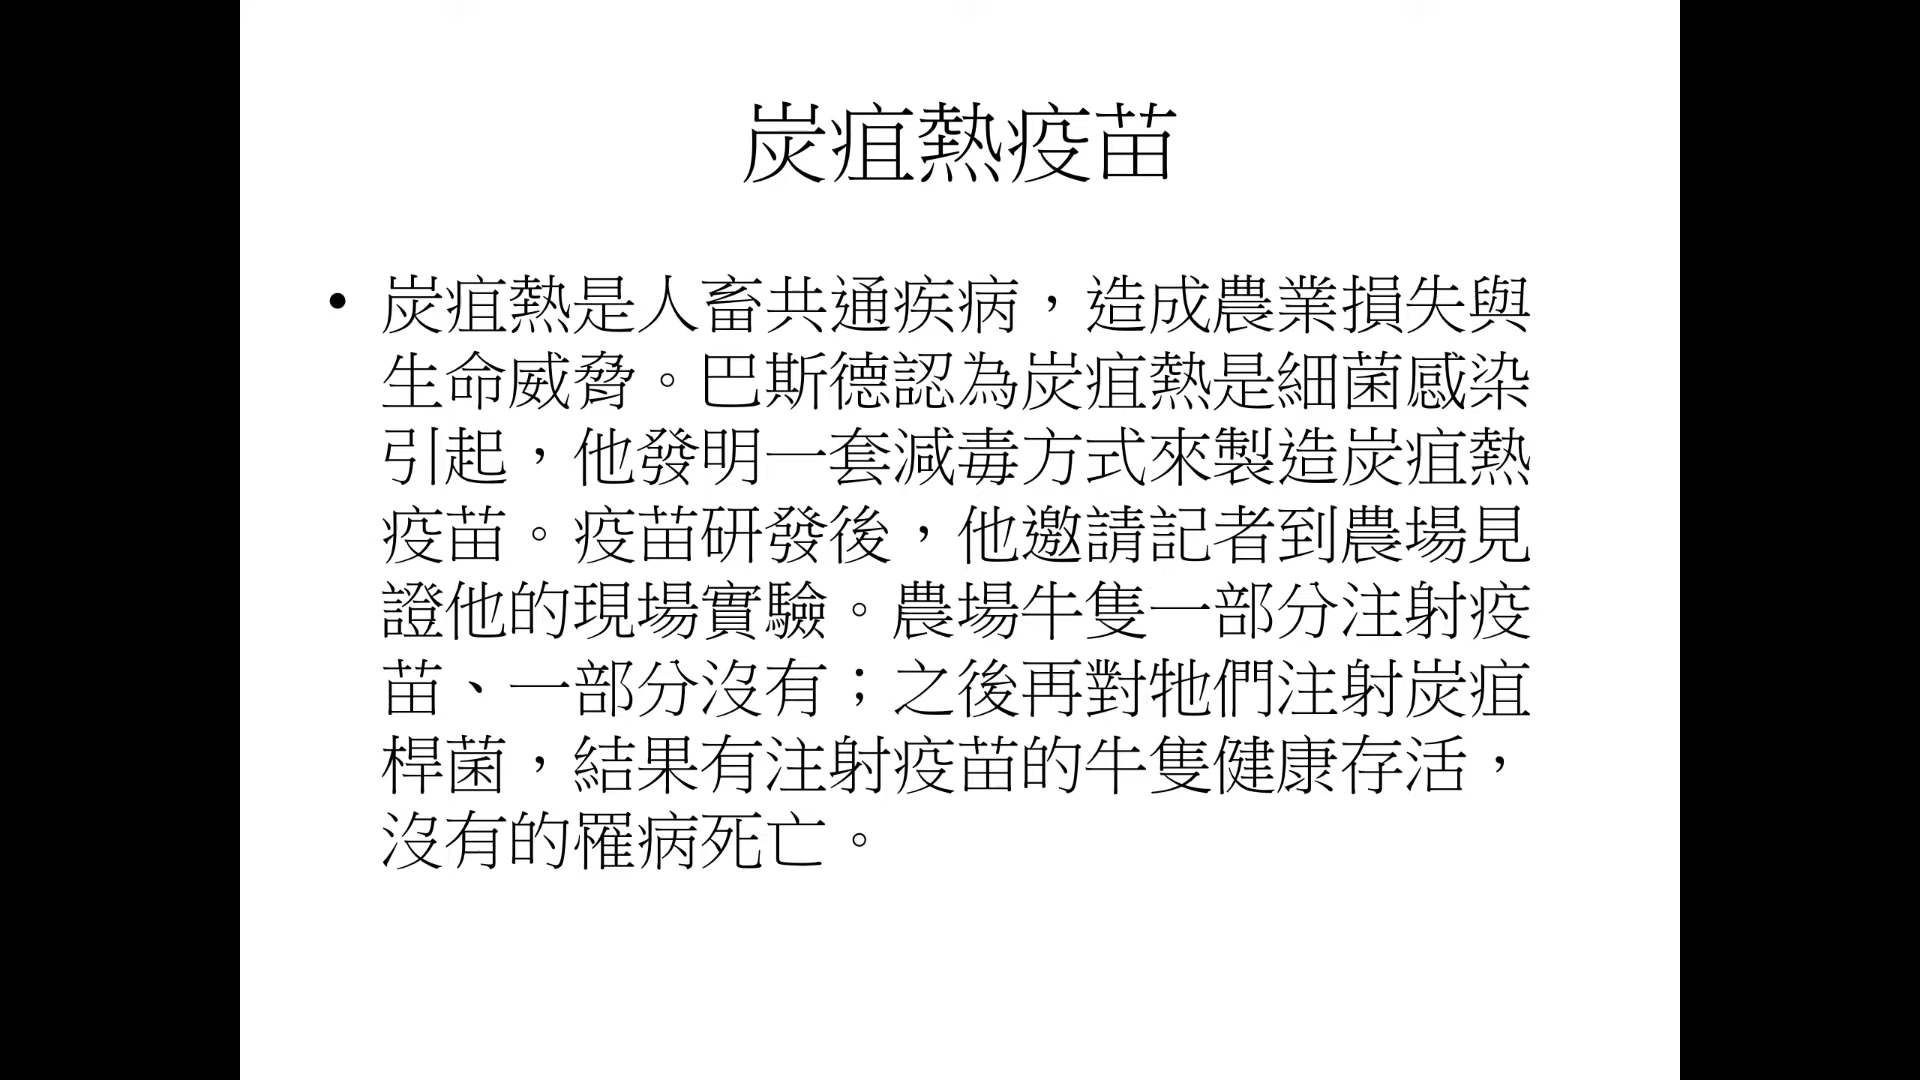 炭疽熱疫苗
• 炭疽熱是人畜共通疾病，造成農業損失與
生命威脅。巴斯德認為炭疽熱是細菌感染
引起，他發明一套減毒方式來製造炭疽熱
疫苗。疫苗研發後，他邀請記者到農場見
證他的現場實驗。農場牛隻一部分注射疫
苗、一部分沒有；之後再對牠們注射炭疽
桿菌，結果有注射疫苗的牛隻健康存活，
沒有的罹病死亡。